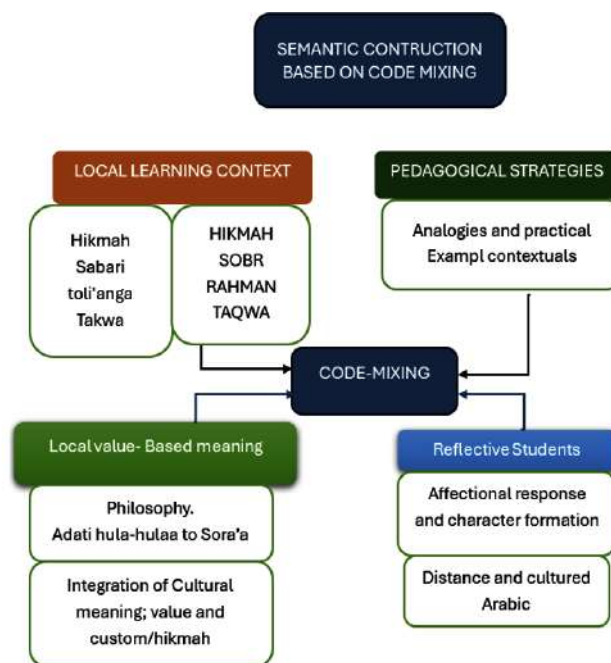 SEMANTIC CONTRUCTION
BASED ON CODE MIXING
LOCAL LEARNING CONTEXT
Hikmah
Sabari
toli'anga
Takwa
HIKMAH
SOBR
RAHMAN
TAQWA
PEDAGOGICAL STRATEGIES
Analogies and practical
Exampl contextuals
CODE-MIXING
Local value- Based meaning
Philosophy.
Adati hula-hulaa to Sora'a
Integration of Cultural
meaning; value and
custom/hikmah
Reflective Students
Affectional response
and character formation
Distance and cultured
Arabic